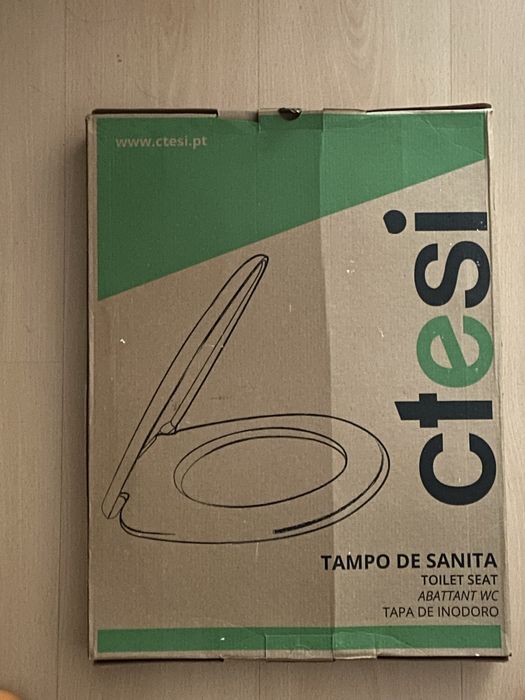 www.ctesi.pt
ctesi
TAMPO DE SANITA
TOILET SEAT
ABATTANT WC
TAPA DE INODORO